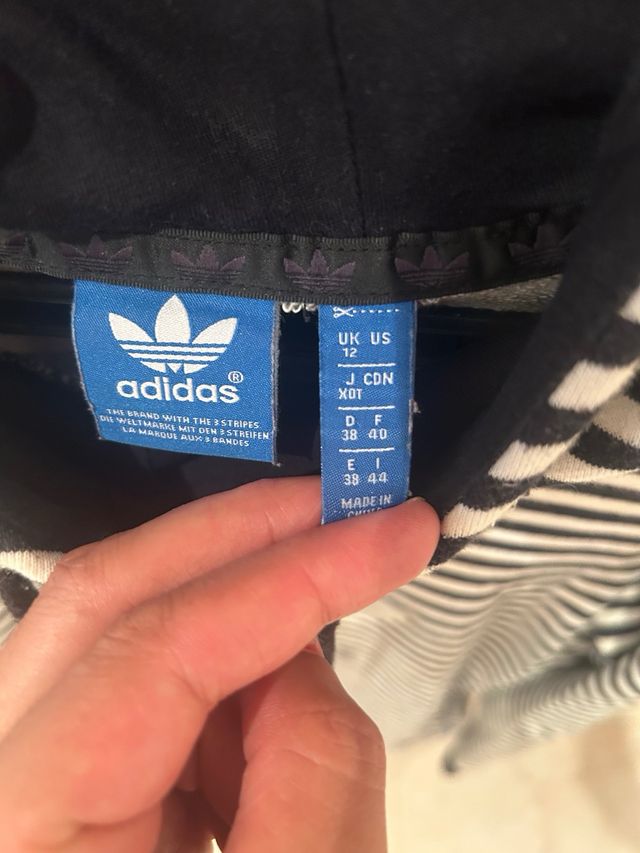 adidas®
THE BRAND WITH THE 3 STRIPES
DIE WELTMARKE MIT DEN 3 STREIFEN
LA MARQUE AUX 3 BANDES
UK US
12
J CDN
XOT
D F
38 40
E I
38 44
MADE IN